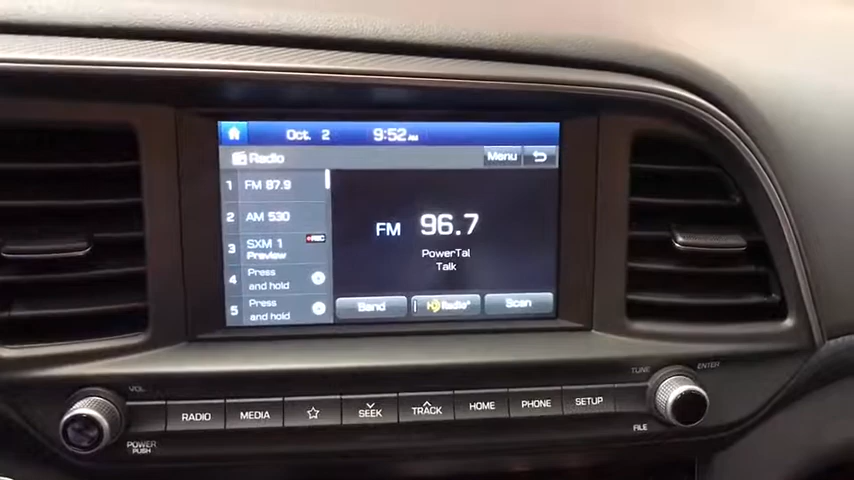 Oct. 2 9:52 AM
Radio Menu
1 FM 87.9
2 AM 530
3 SXM 1 Preview REC
4 Press and hold
5 Press and hold
FM 96.7
PowerTal
Talk
Band HD Radio Scan
VOL
RADIO MEDIA SEEK TRACK HOME PHONE SETUP
TUNE ENTER
POWER PUSH
FILE